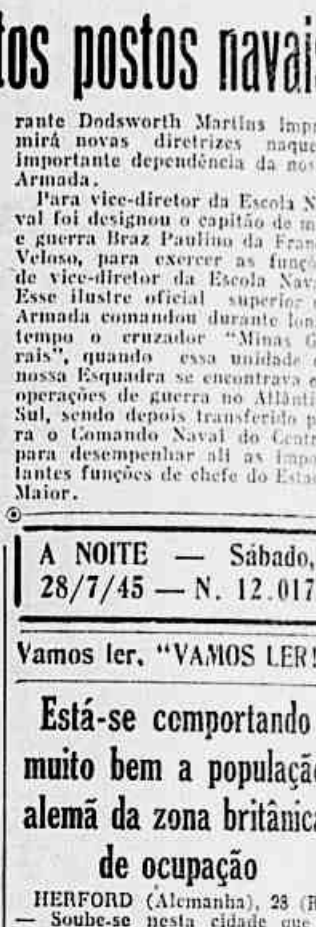 tos postos navais
rante Dodsworth Martins impr
mirá novas diretrizes naque
importante dependência da nos
Armada.
Para vice-diretor da Escola N
val foi designou o capitão de m
e guerra Braz Paulino da Fran
Veloso, para exercer as funçõ
de vice-diretor da Escola Nav
Esse ilustre oficial superior
Armada comandou durante lon
tempo o cruzador "Minas G
rais", quando essa unidade
nossa Esquadra se encontrava e
operações de guerra no Atlânti
Sul, sendo depois transferido p
ra o Comando Naval do Centr
para desempenhar ali as impo
tantes funções de chefe do Esta
Maior.
A NOITE — Sábado,
28/7/45 — N. 12.017
Vamos ler, "VAMOS LER!
Está-se comportando
muito bem a população
alemã da zona britânica
de ocupação
HERFORD (Alemanha), 28 (R
— Soube-se nesta cidade que